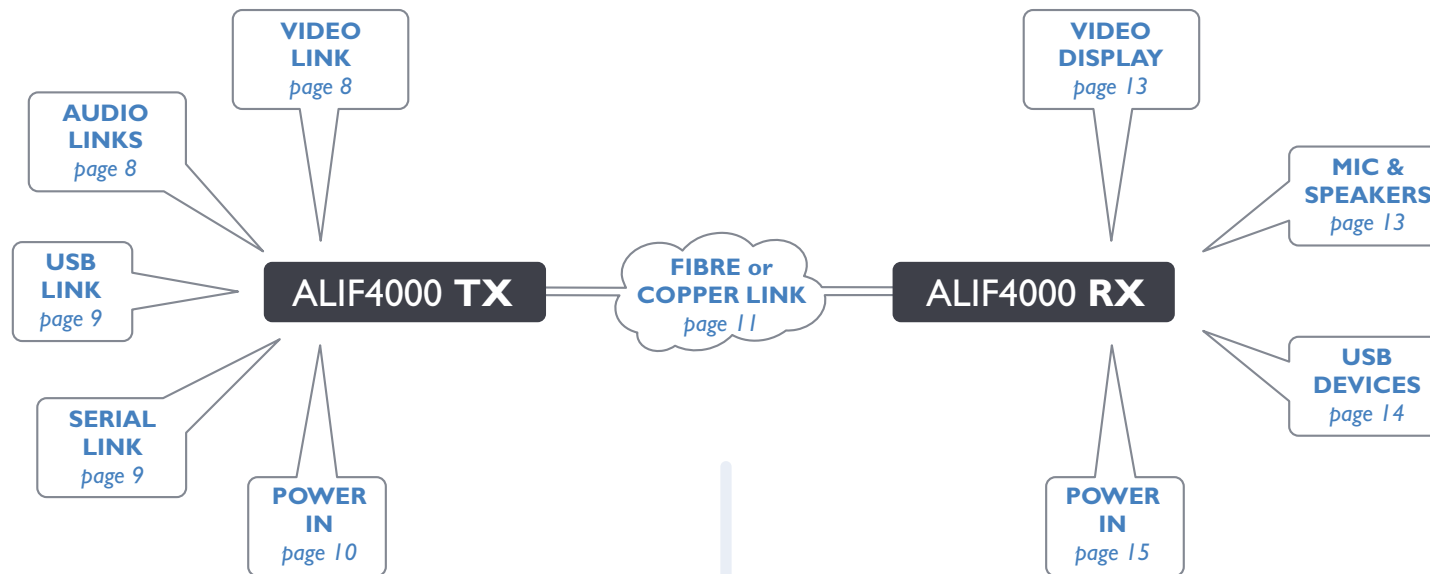 VIDEO
LINK
page 8
VIDEO
DISPLAY
page 13
AUDIO
LINKS
page 8
MIC &
SPEAKERS
page 13
USB
LINK
page 9
ALIF4000 TX
FIBRE or
COPPER LINK
page 11
ALIF4000 RX
USB
DEVICES
page 14
SERIAL
LINK
page 9
POWER
IN
page 10
POWER
IN
page 15